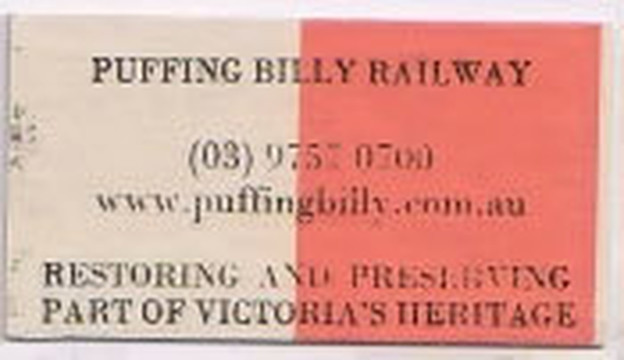 PUFFING BILLY RAILWAY
(03) 9757 0700
www.puffingbilly.com.au
RESTORING AND PRESERVING
PART OF VICTORIA'S HERITAGE